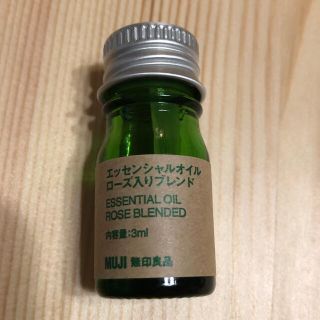 エッセンシャルオイル
ローズ入りブレンド
ESSENTIAL OIL
ROSE BLENDED
内容量:3ml
MUJI 無印良品